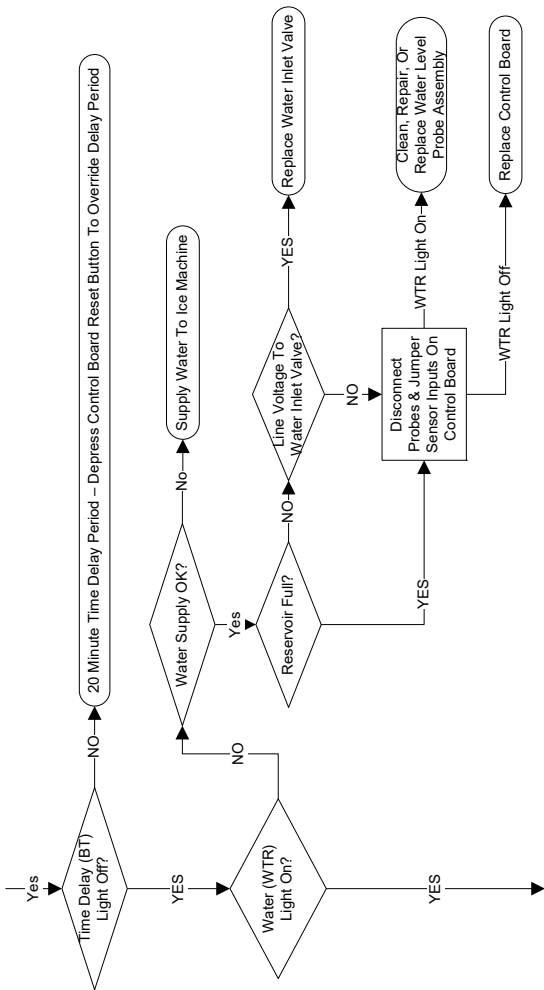 Yes
Time Delay (BT)
Light Off?
NO
20 Minute Time Delay Period – Depress Control Board Reset Button To Override Delay Period
YES
Water (WTR)
Light On?
NO
Water Supply OK?
No
Supply Water To Ice Machine
Yes
Reservoir Full?
NO
Line Voltage To
Water Inlet Valve?
YES
Replace Water Inlet Valve
NO
YES
Disconnect
Probes & Jumper
Sensor Inputs On
Control Board
WTR Light On
Clean, Repair, Or
Replace Water Level
Probe Assembly
WTR Light Off
Replace Control Board
YES